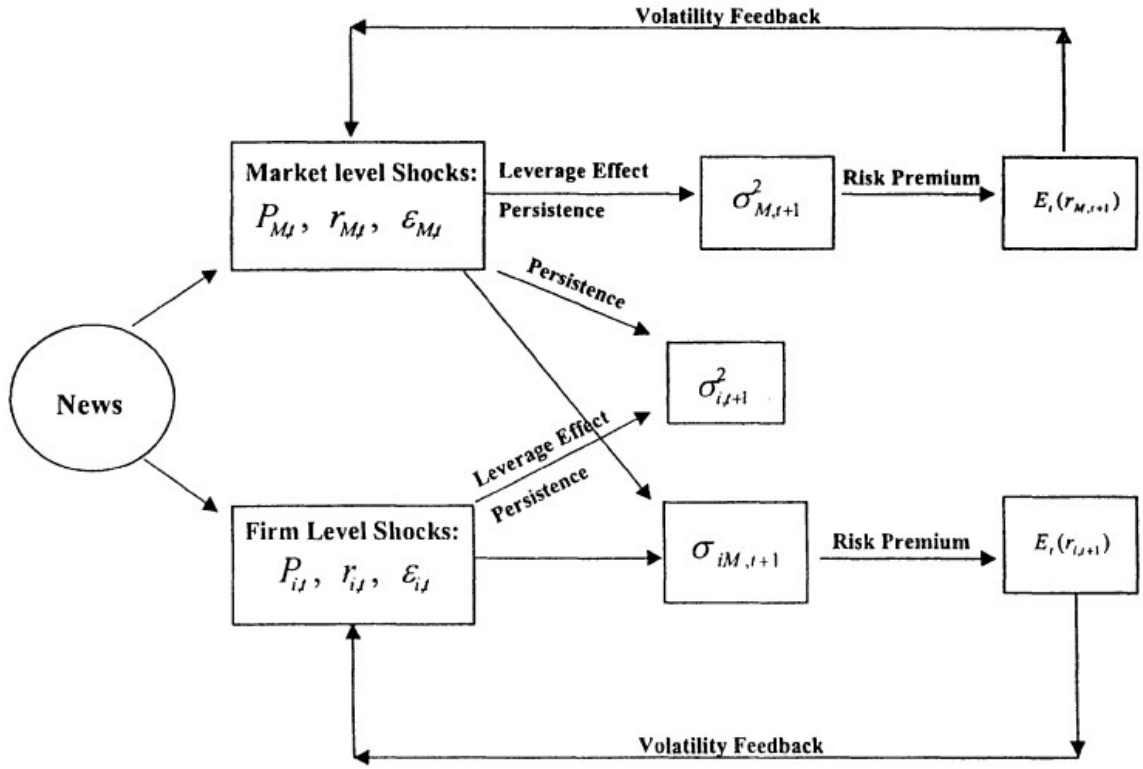 Volatility Feedback
Market level Shocks:
P_{M,t}, r_{M,t}, ε_{M,t}
Leverage Effect
Persistence
σ²_{M,t+1}
Risk Premium
E_t(r_{M,t+1})
Persistence
σ²_{i,t+1}
News
Leverage Effect
Persistence
Firm Level Shocks:
P_{i,t}, r_{i,t}, ε_{i,t}
σ_{iM,t+1}
Risk Premium
E_t(r_{i,t+1})
Volatility Feedback